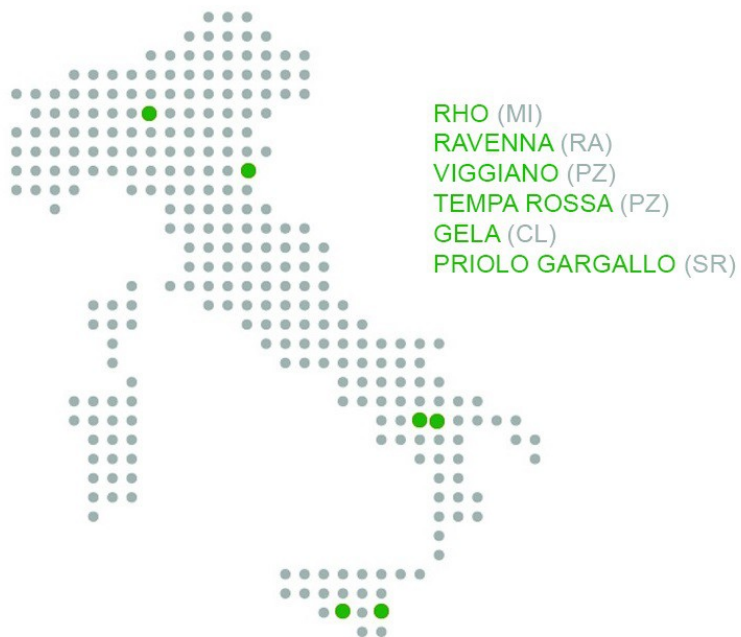 RHO (MI)
RAVENNA (RA)
VIGGIANO (PZ)
TEMPA ROSSA (PZ)
GELA (CL)
PRIOLO GARGALLO (SR)